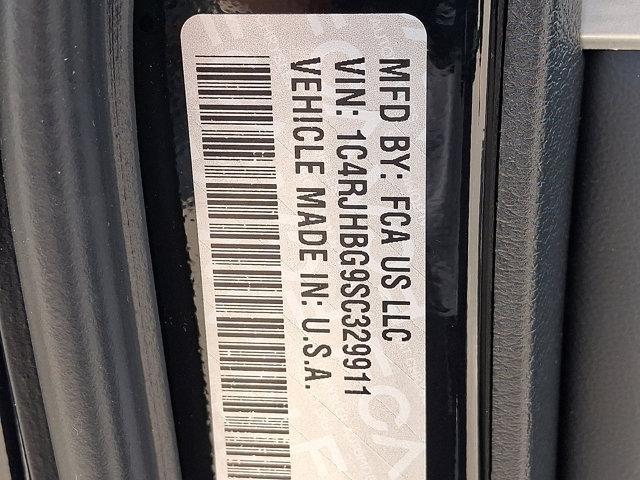 MFD BY: FCA US LLC
VIN: 1C4RJHBG9SC329911
VEHICLE MADE IN: U.S.A.